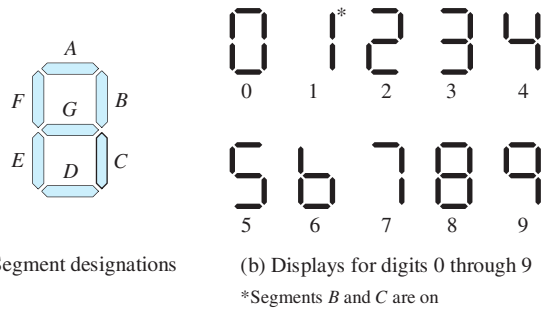 A
F G B
E D C
*
0 1 2 3 4
5 6 7 8 9
egment designations
(b) Displays for digits 0 through 9
*Segments B and C are on